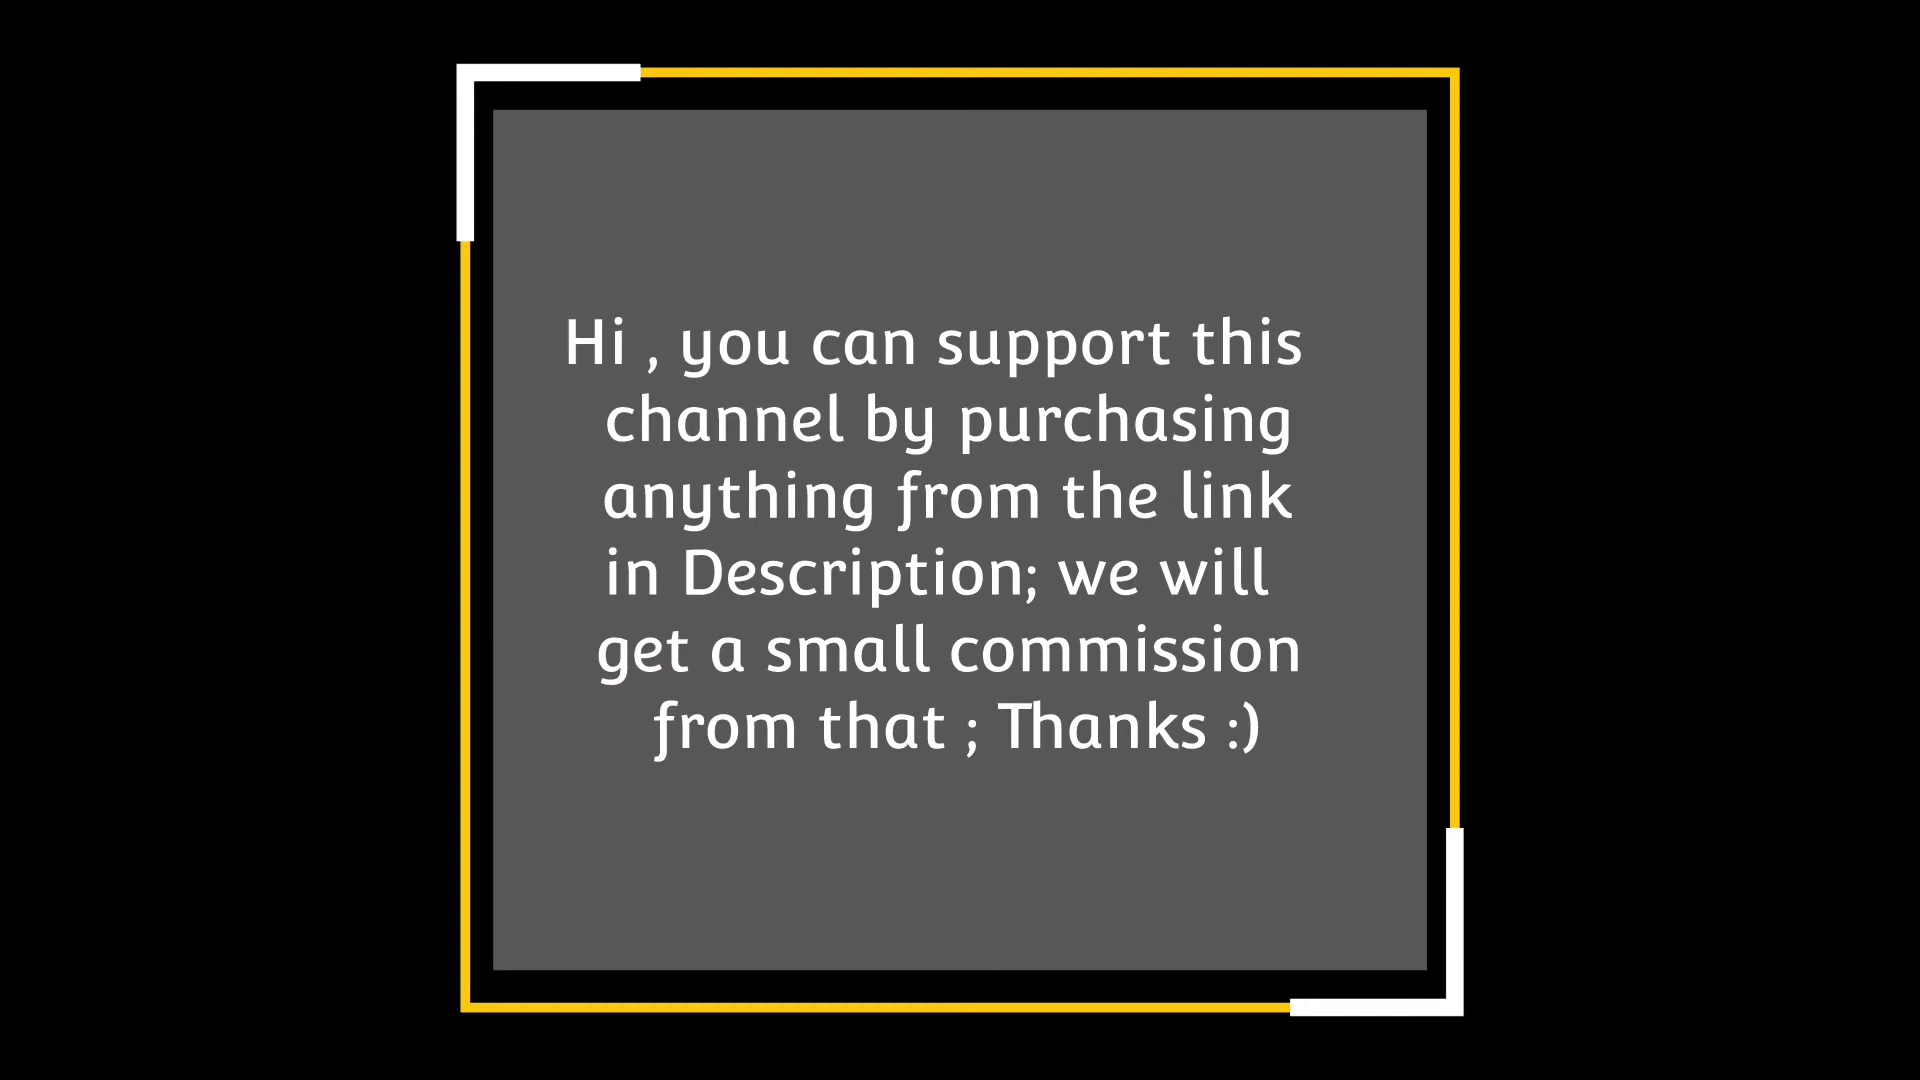 Hi , you can support this
channel by purchasing
anything from the link
in Description; we will
get a small commission
from that ; Thanks :)